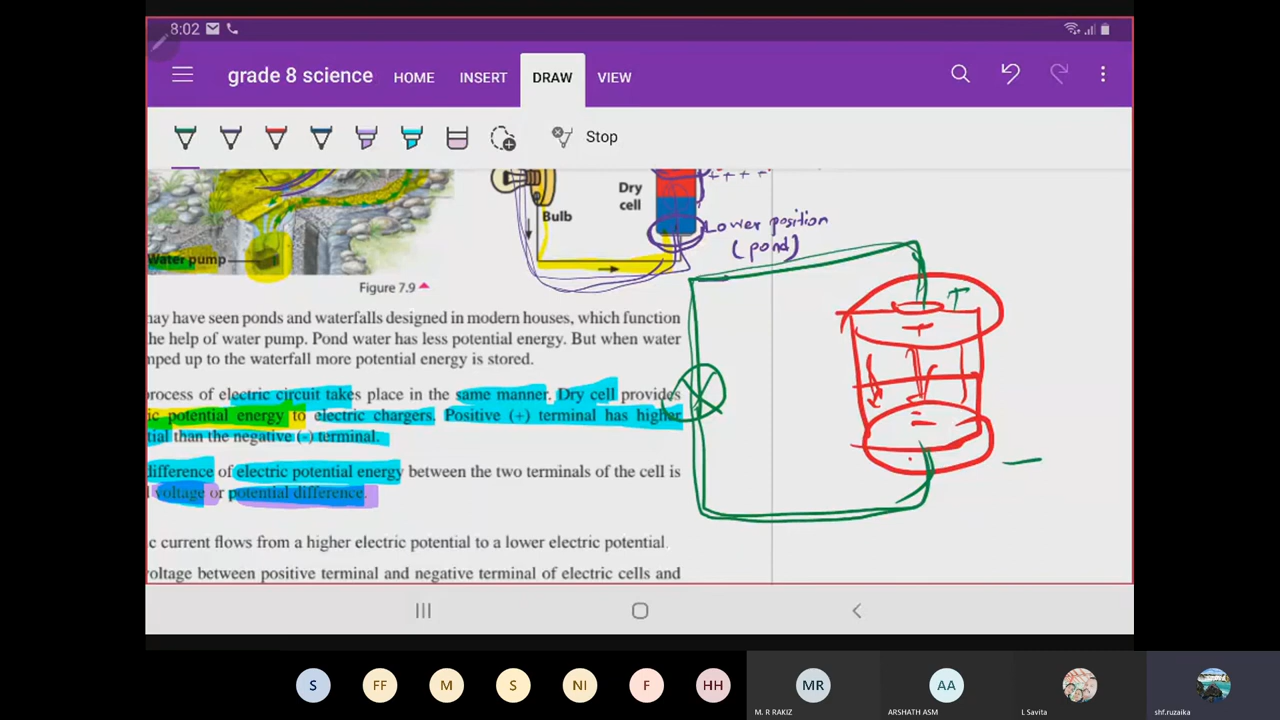 8:02
grade 8 science HOME INSERT DRAW VIEW
Stop
Dry
cell
++++
Bulb
Lower position
(pond)
Water pump
Figure 7.9
may have seen ponds and waterfalls designed in modern houses, which function
he help of water pump. Pond water has less potential energy. But when water
mped up to the waterfall more potential energy is stored.
process of electric circuit takes place in the same manner. Dry cell provides
ic potential energy to electric chargers. Positive (+) terminal has higher
tial than the negative (-) terminal.
difference of electric potential energy between the two terminals of the cell is
voltage or potential difference.
c current flows from a higher electric potential to a lower electric potential.
oltage between positive terminal and negative terminal of electric cells and
+
-
-
S FF M S NI F HH MR AA
M. R RAKIZ ARSHATH ASM L Savita shf.ruzaika